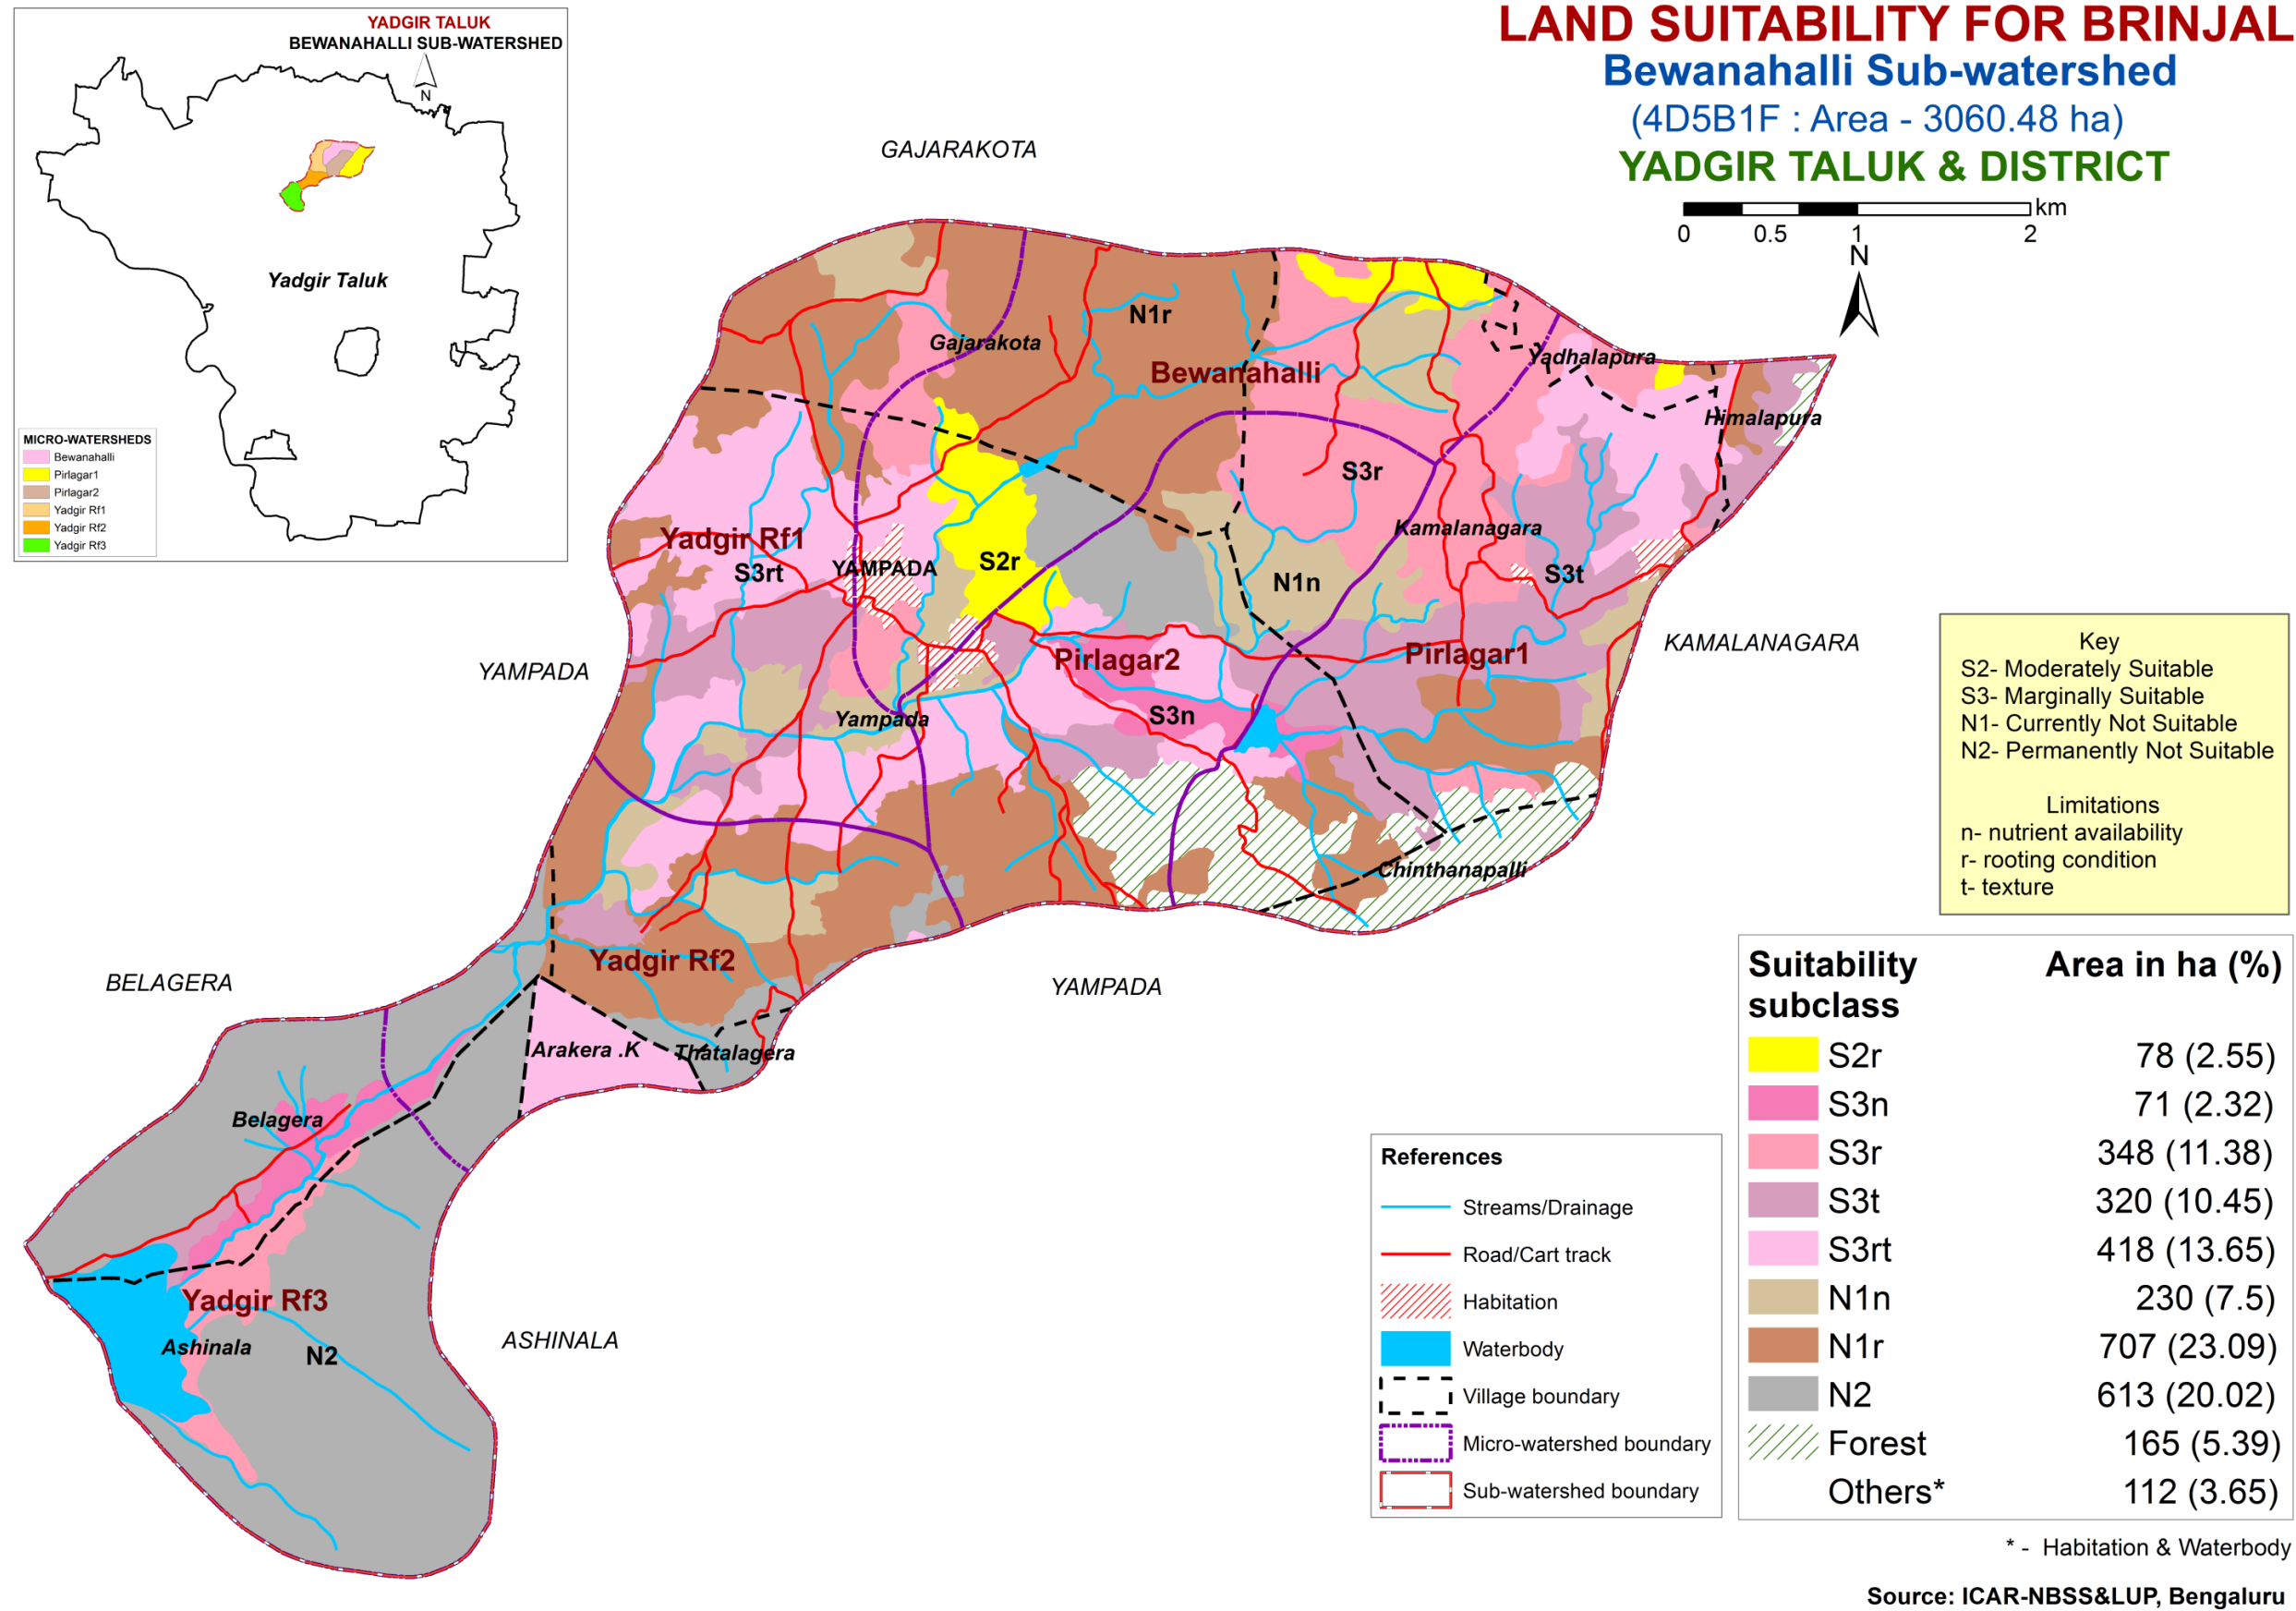 YADGIR TALUK
BEWANAHALLI SUB-WATERSHED
N
Yadgir Taluk
MICRO-WATERSHEDS
Bewanahalli
Pirlagar1
Pirlagar2
Yadgir Rf1
Yadgir Rf2
Yadgir Rf3
LAND SUITABILITY FOR BRINJAL
Bewanahalli Sub-watershed
(4D5B1F : Area - 3060.48 ha)
YADGIR TALUK & DISTRICT
km
0 0.5 1 2
N
GAJARAKOTA
N1r
Gajarakota
Bewanahalli
Yadhalapura
Himalapura
S3r
Kamalanagara
Yadgir Rf1
S3rt
YAMPADA
S2r
N1n
S3t
YAMPADA
Pirlagar2
Pirlagar1
KAMALANAGARA
S3n
Yampada
Chinthanapalli
Yadgir Rf2
BELAGERA
YAMPADA
Arakera .K
Thatalagera
Belagera
Yadgir Rf3
Ashinala
N2
ASHINALA
Key
S2- Moderately Suitable
S3- Marginally Suitable
N1- Currently Not Suitable
N2- Permanently Not Suitable
Limitations
n- nutrient availability
r- rooting condition
t- texture
Suitability subclass Area in ha (%)
S2r 78 (2.55)
S3n 71 (2.32)
S3r 348 (11.38)
S3t 320 (10.45)
S3rt 418 (13.65)
N1n 230 (7.5)
N1r 707 (23.09)
N2 613 (20.02)
Forest 165 (5.39)
Others* 112 (3.65)
References
Streams/Drainage
Road/Cart track
Habitation
Waterbody
Village boundary
Micro-watershed boundary
Sub-watershed boundary
* - Habitation & Waterbody
Source: ICAR-NBSS&LUP, Bengaluru